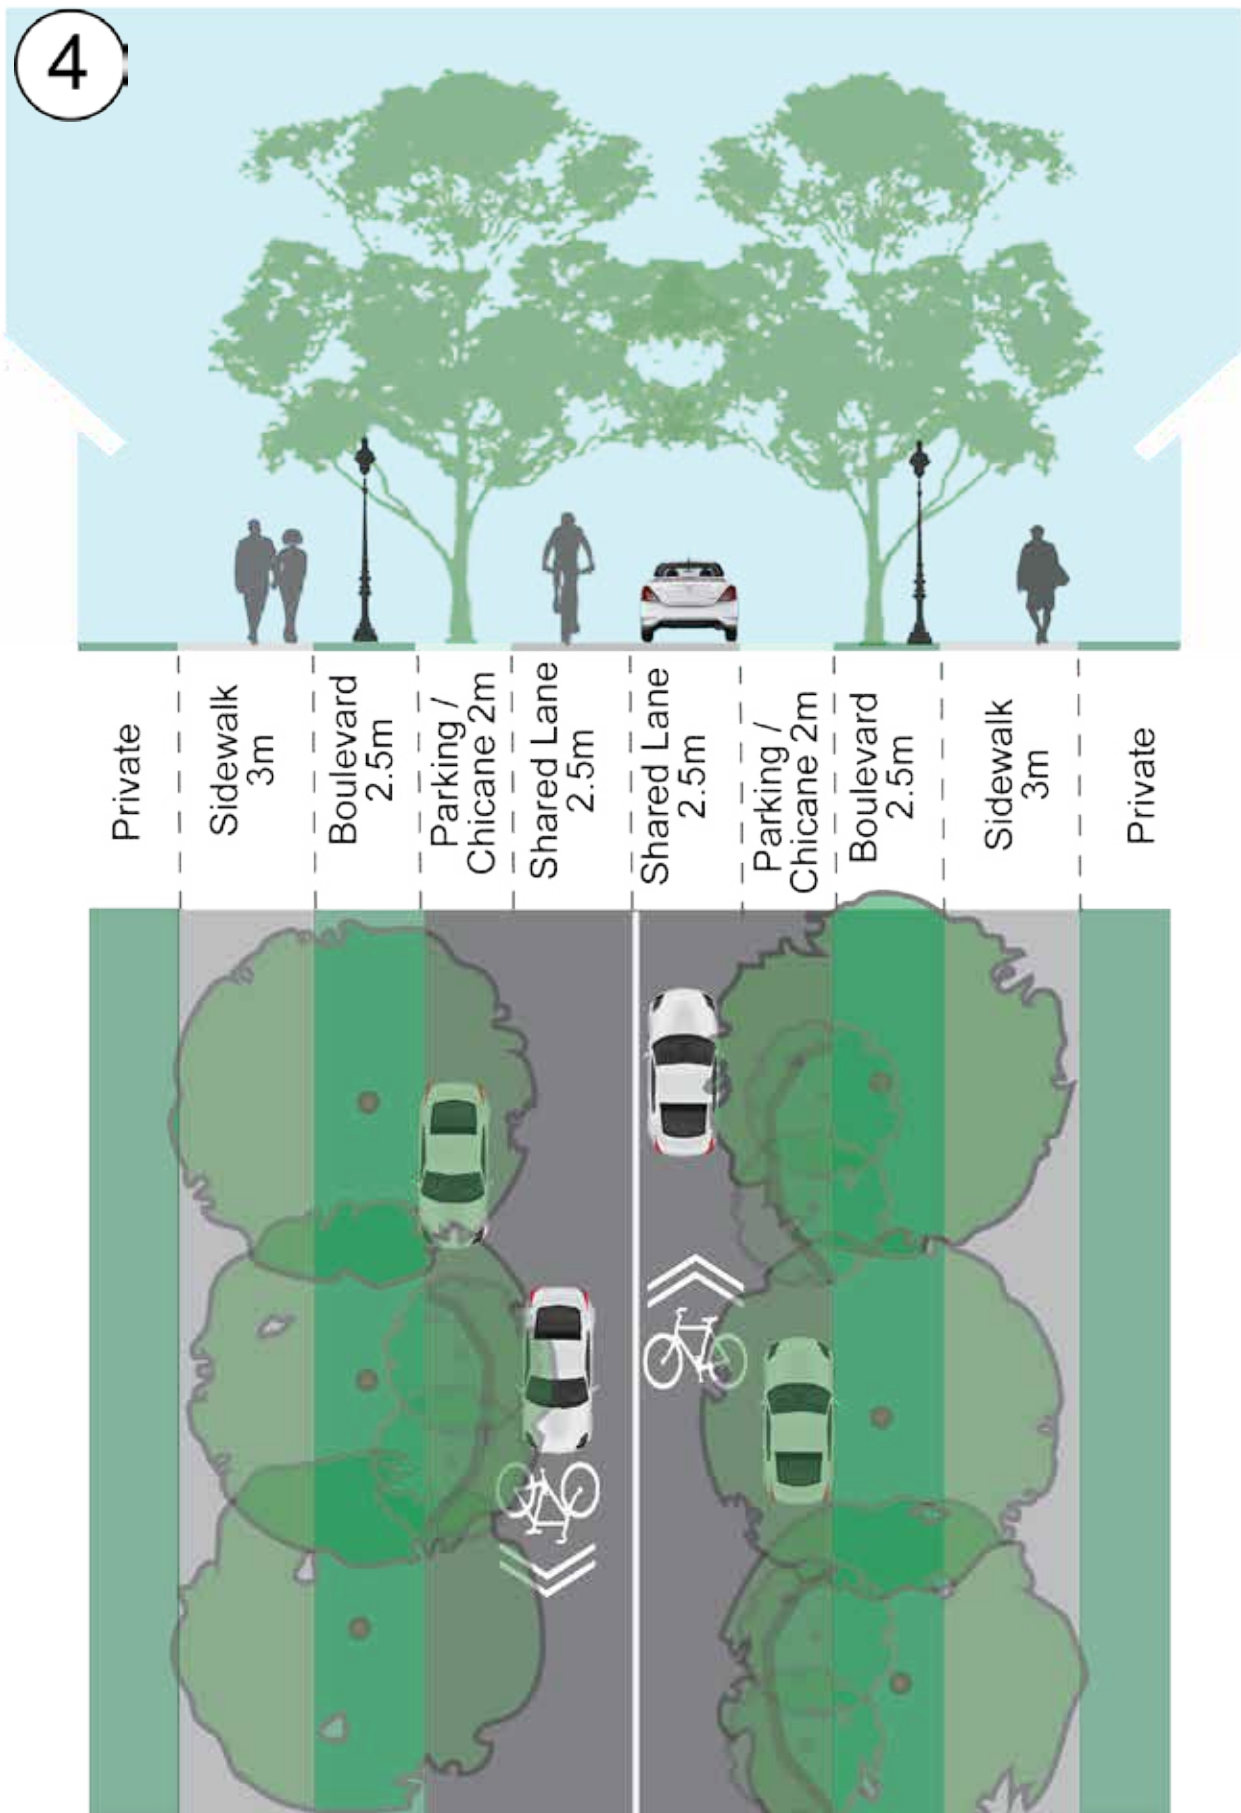 4
Private
Sidewalk
3m
Boulevard
2.5m
Parking /
Chicane 2m
Shared Lane
2.5m
Shared Lane
2.5m
Parking /
Chicane 2m
Boulevard
2.5m
Sidewalk
3m
Private